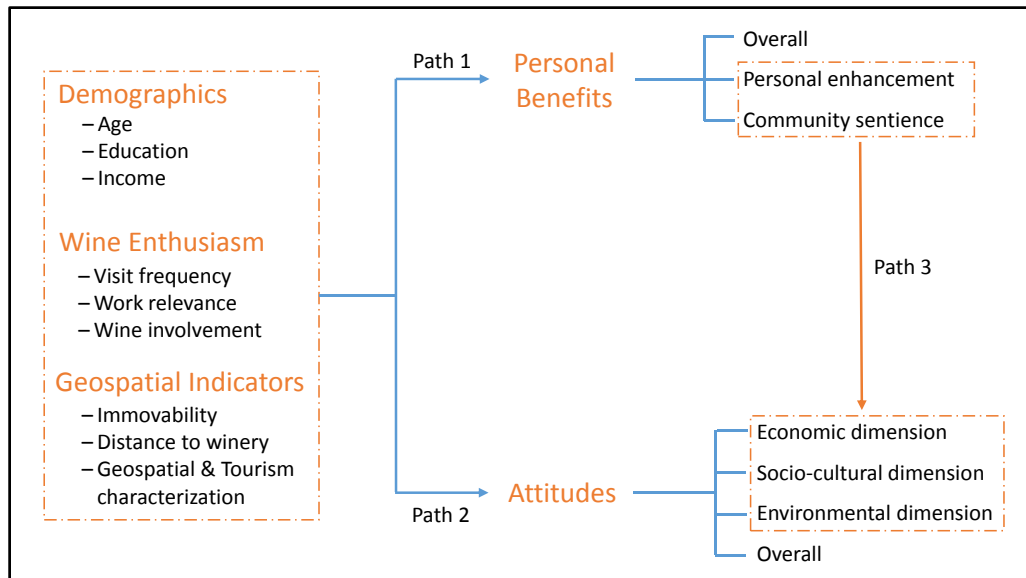 Demographics
– Age
– Education
– Income
Wine Enthusiasm
– Visit frequency
– Work relevance
– Wine involvement
Geospatial Indicators
– Immovability
– Distance to winery
– Geospatial & Tourism
characterization
Path 1
Personal
Benefits
Overall
Personal enhancement
Community sentience
Path 3
Path 2
Attitudes
Economic dimension
Socio-cultural dimension
Environmental dimension
Overall